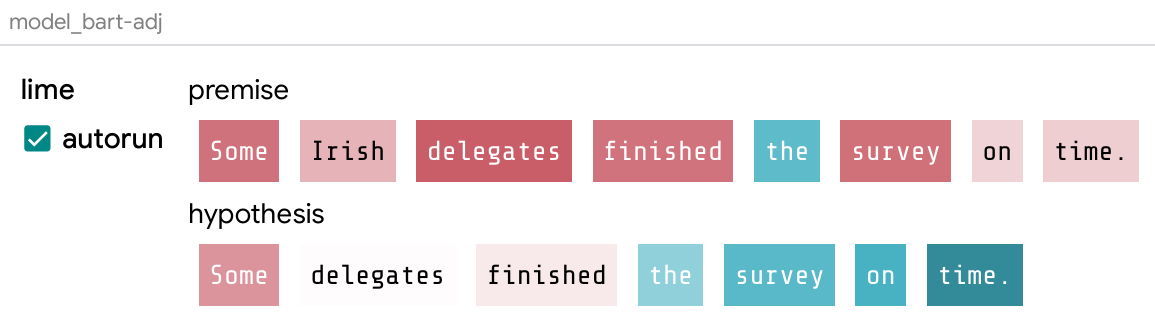 model_bart-adj
lime
autorun
premise
Some Irish delegates finished the survey on time.
hypothesis
Some delegates finished the survey on time.